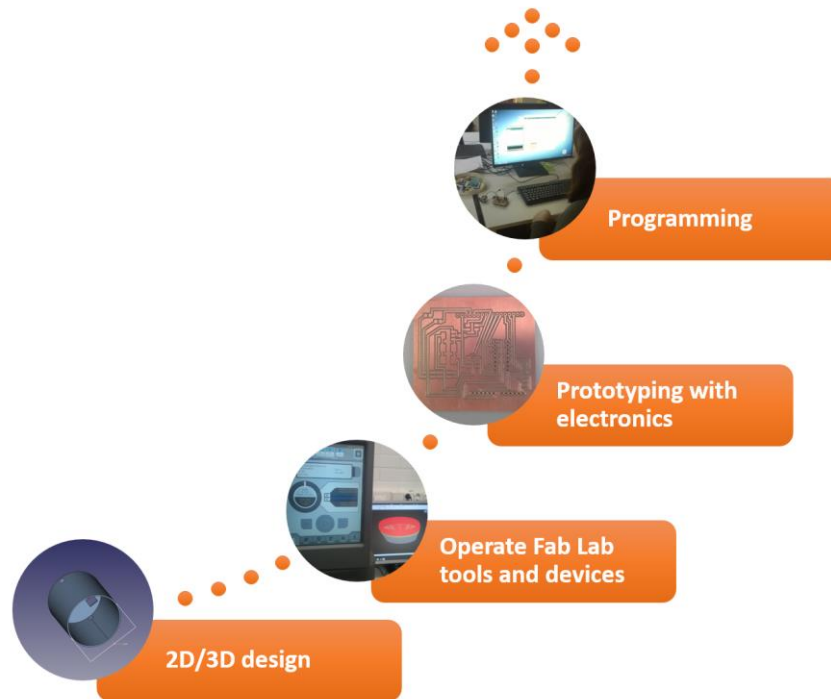 Programming
Prototyping with
electronics
Operate Fab Lab
tools and devices
2D/3D design